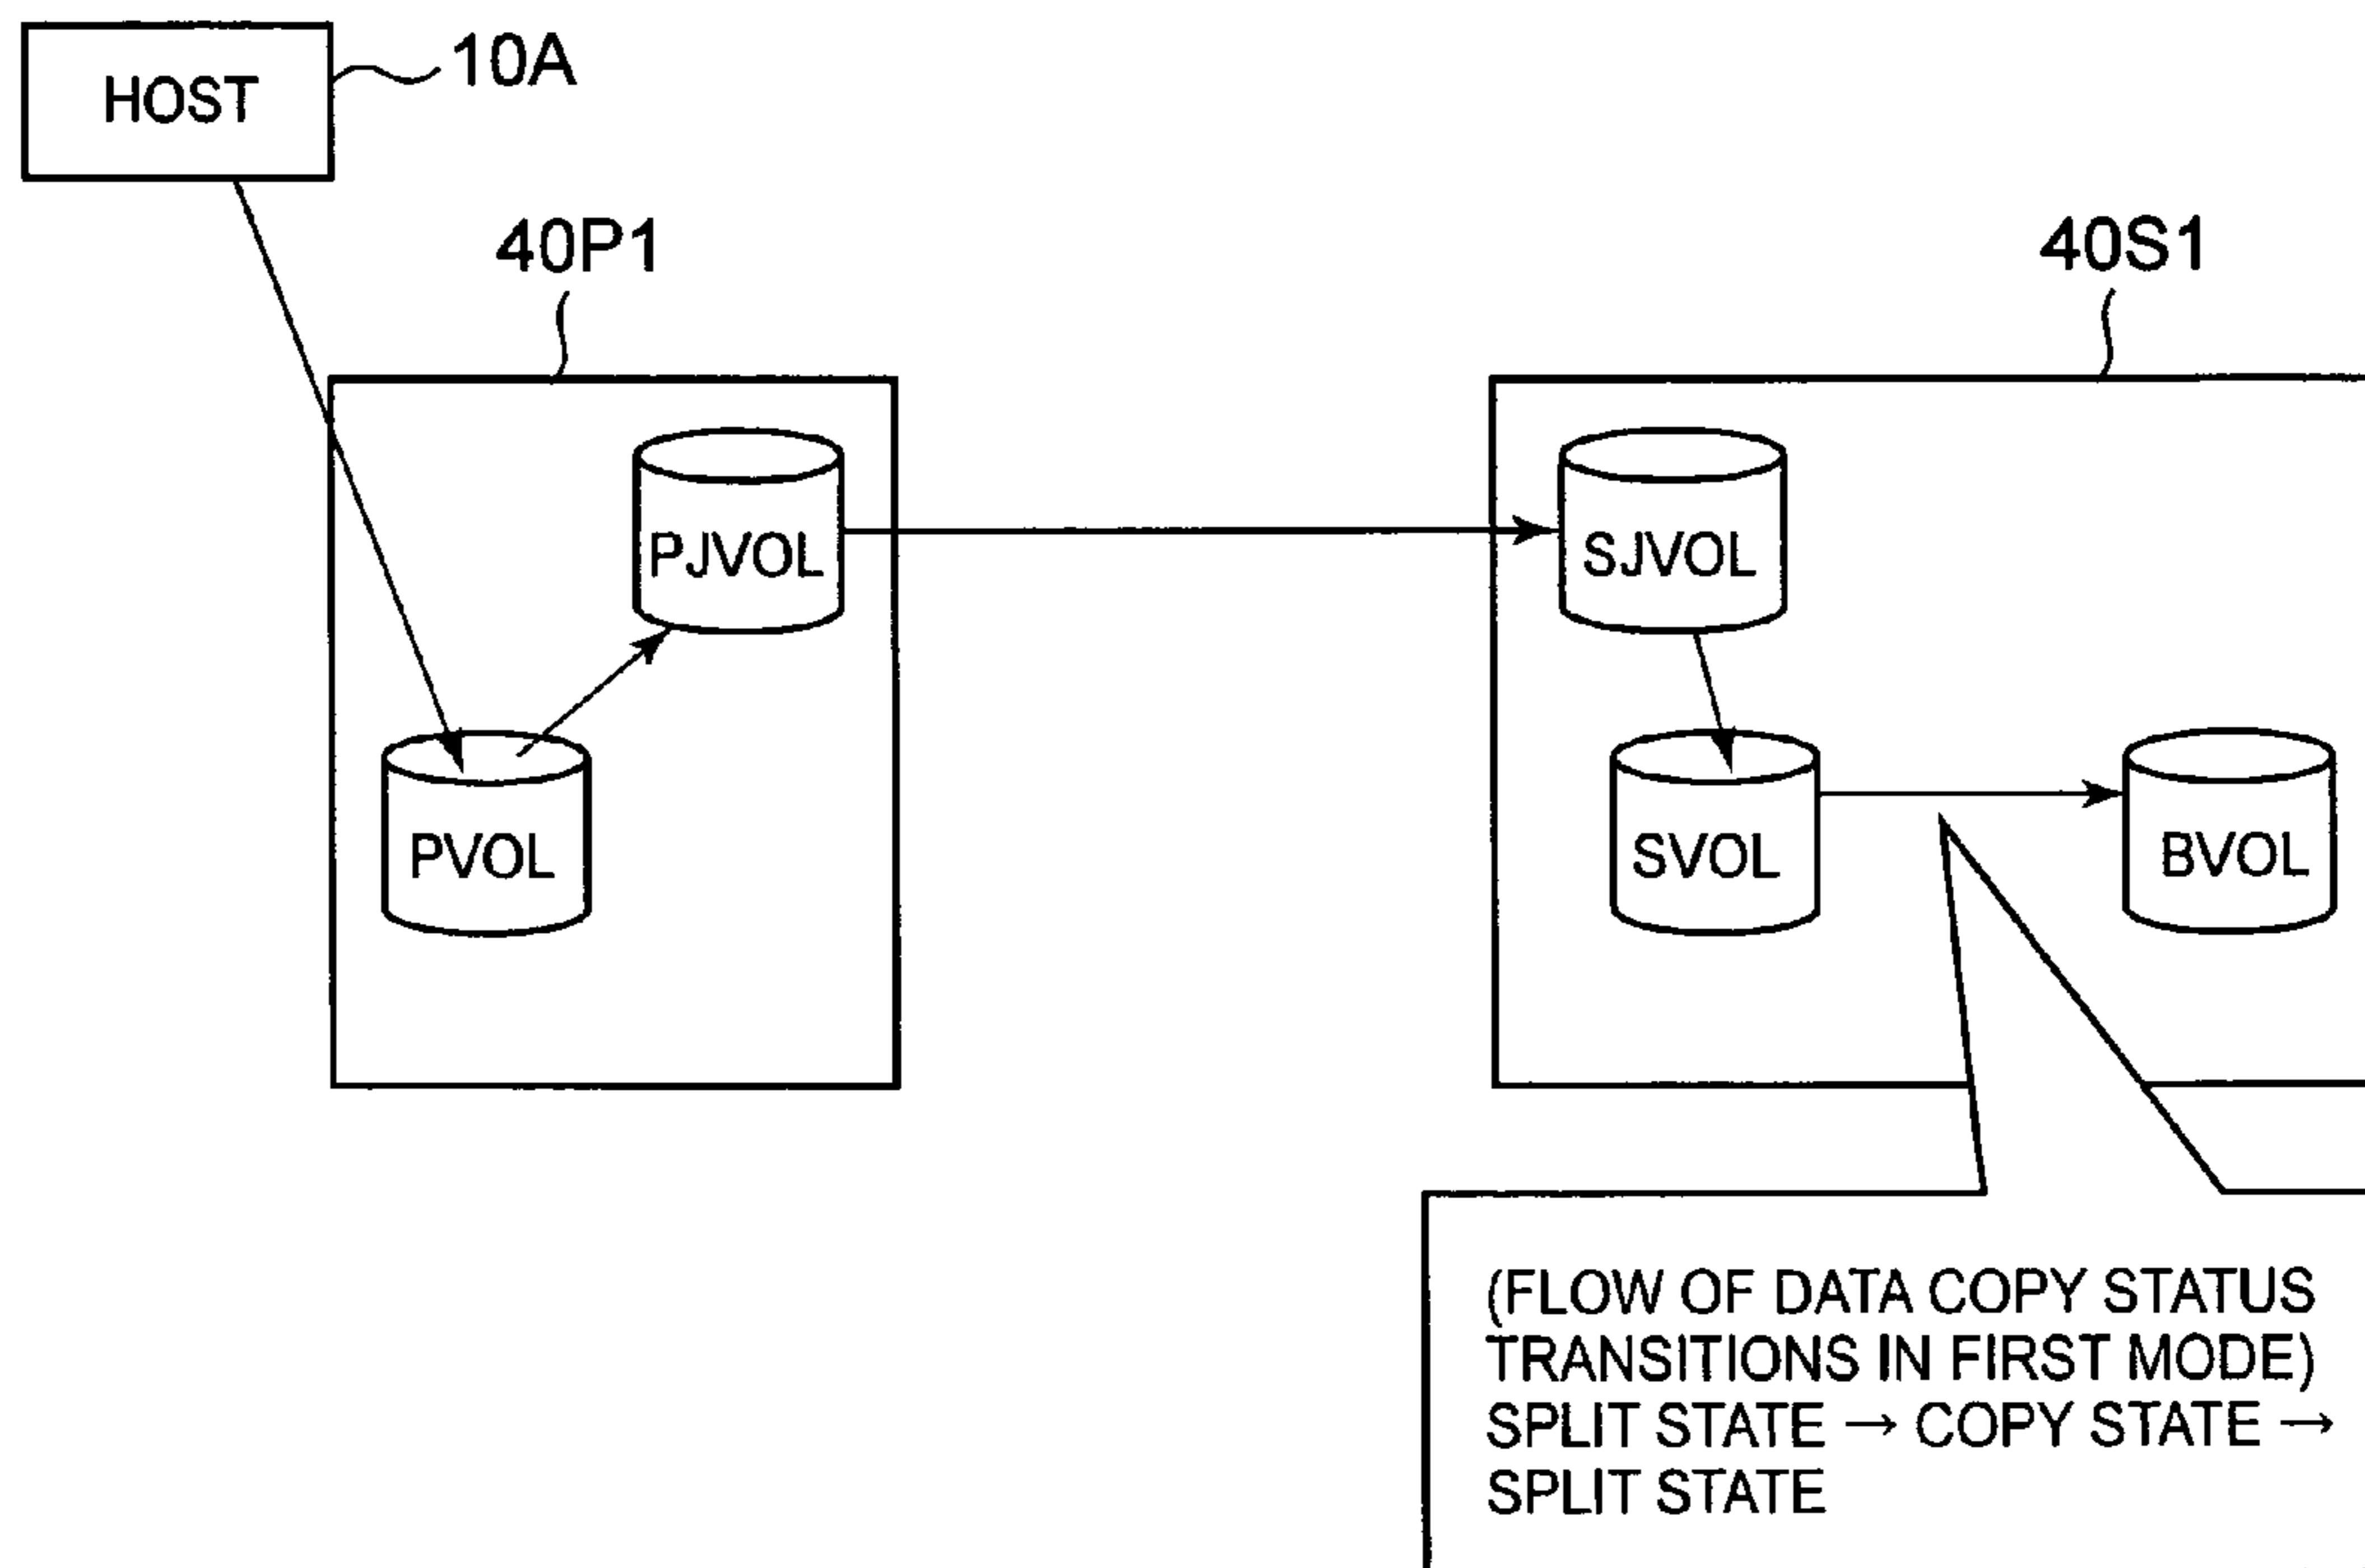 HOST
10A
40P1
40S1
PJVOL
SJVOL
PVOL
SVOL
BVOL
(FLOW OF DATA COPY STATUS
TRANSITIONS IN FIRST MODE)
SPLIT STATE → COPY STATE →
SPLIT STATE